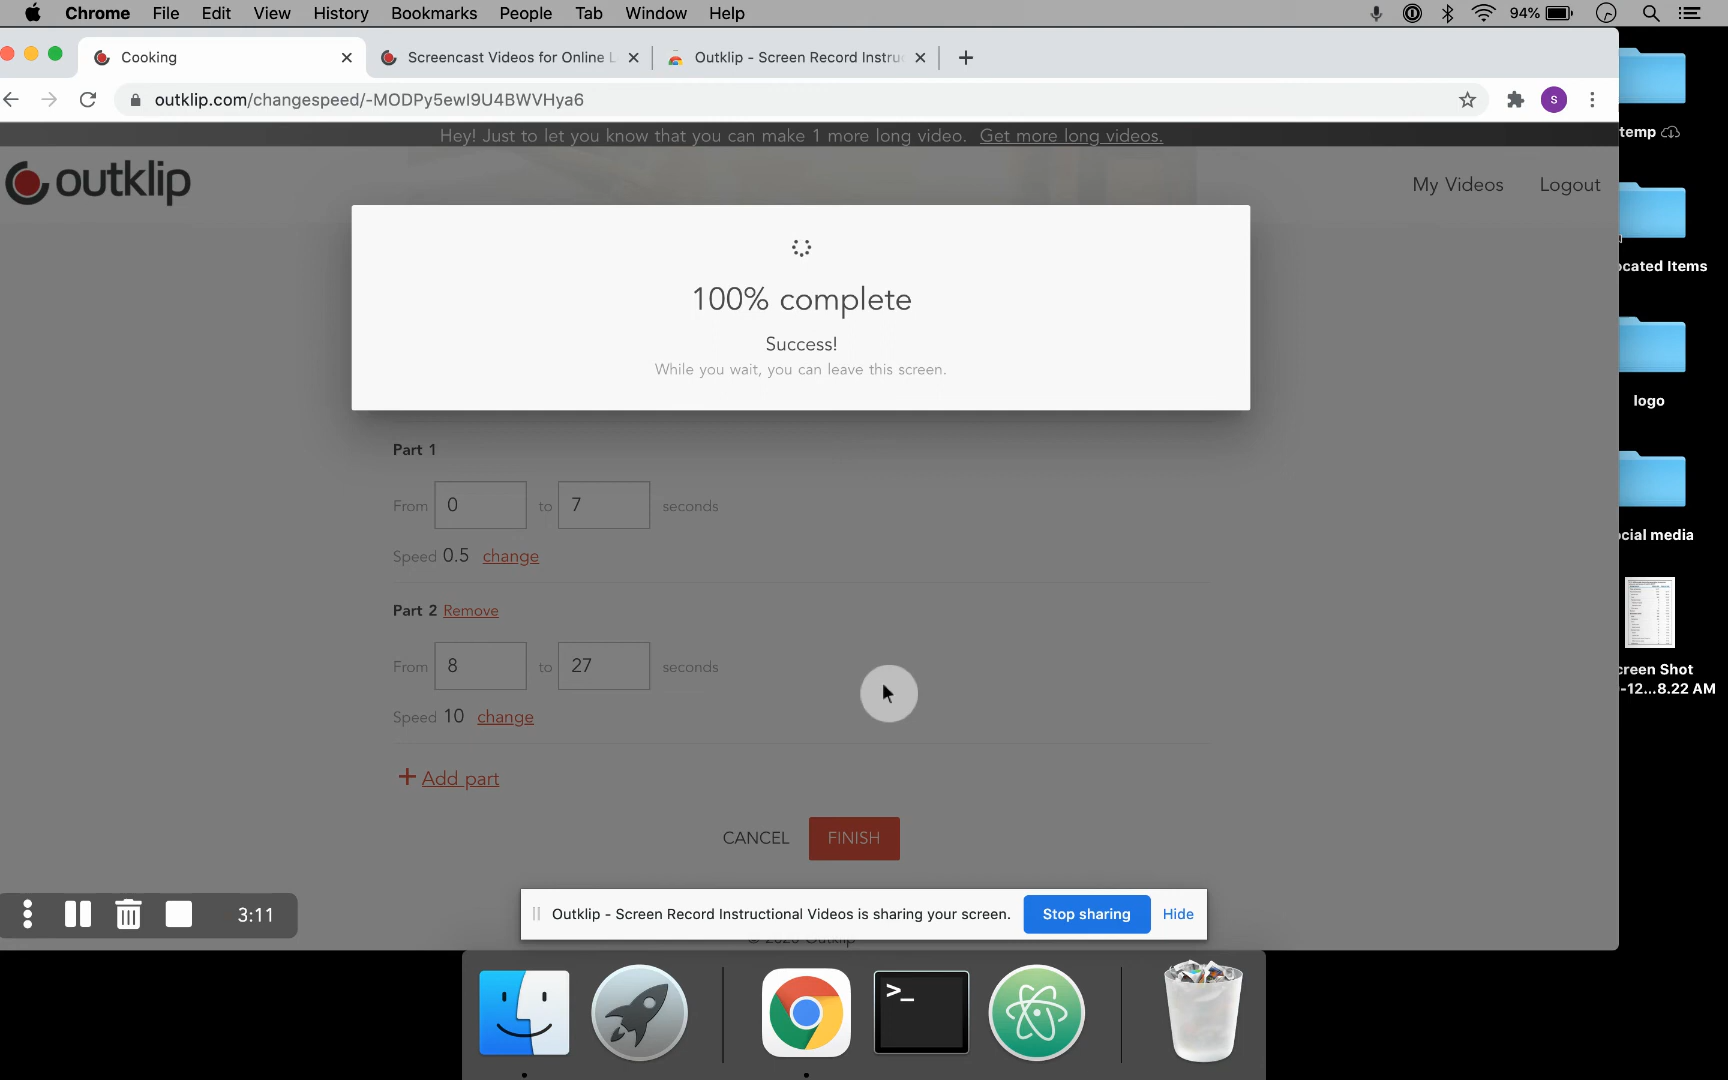 Chrome File Edit View History Bookmarks People Tab Window Help 94%
Cooking Screencast Videos for Online L Outklip - Screen Record Instru
outklip.com/changespeed/-MODPy5ewI9U4BWVHya6 S
Hey! Just to let you know that you can make 1 more long video. Get more long videos.
outklip My Videos Logout
100% complete
Success!
While you wait, you can leave this screen.
Part 1
From 0 to 7 seconds
Speed 0.5 change
Part 2 Remove
From 8 to 27 seconds
Speed 10 change
+ Add part
CANCEL FINISH
3:11
Outklip - Screen Record Instructional Videos is sharing your screen. Stop sharing Hide
>_
temp
ocated Items
logo
ocial media
creen Shot
-12...8.22 AM